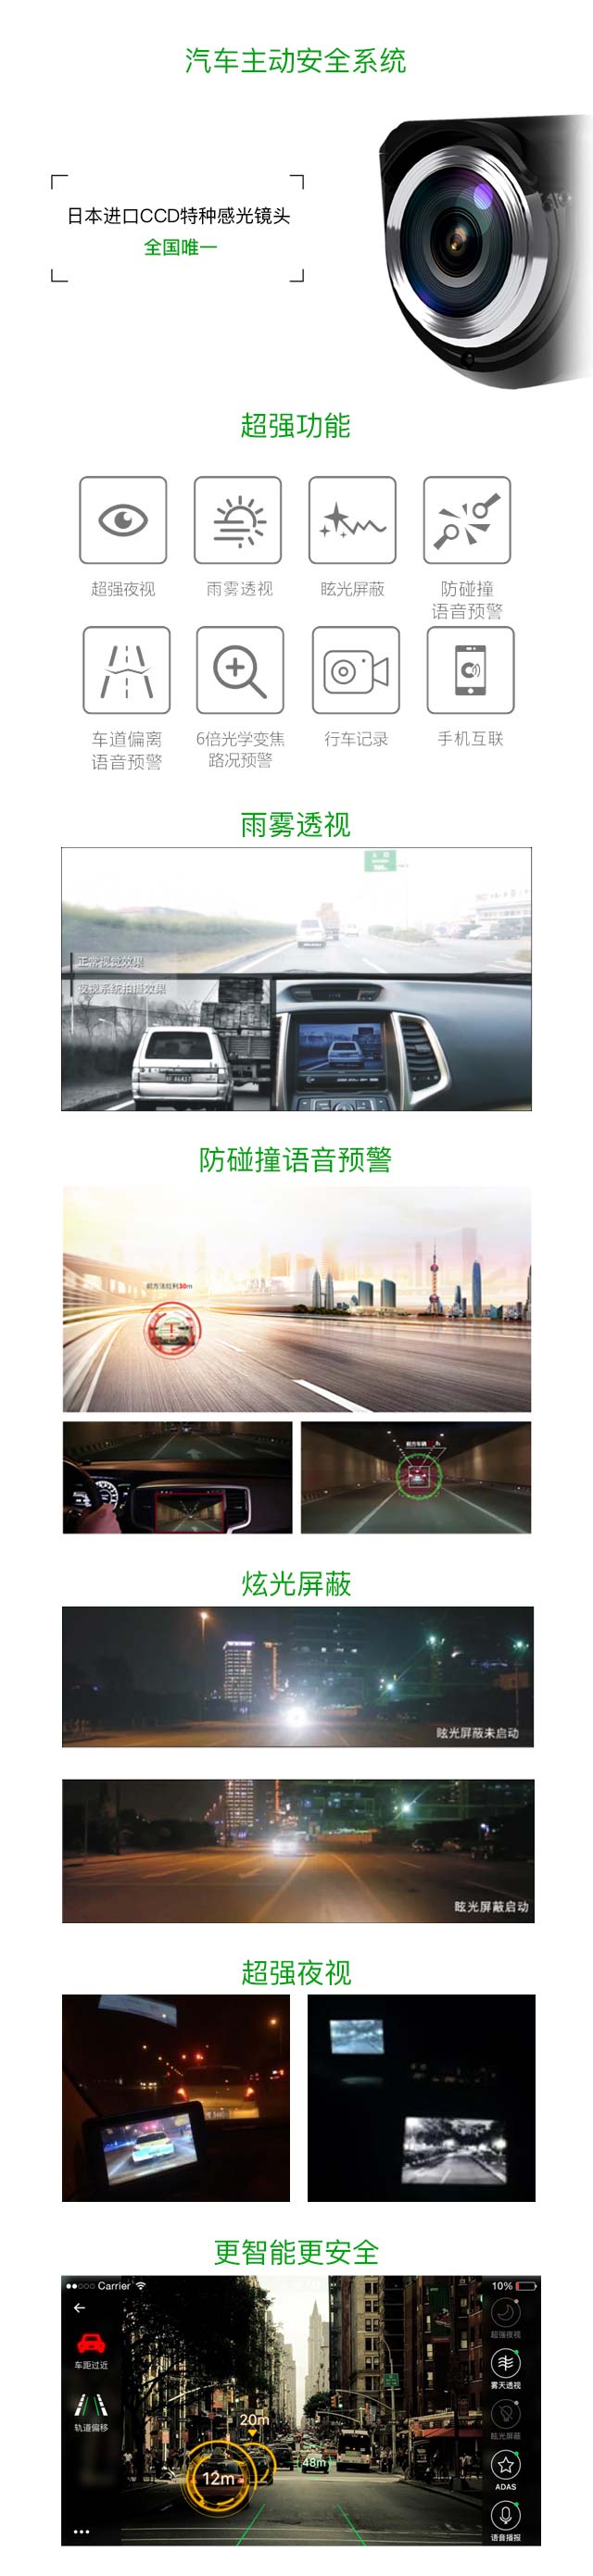 汽车主动安全系统
日本进口CCD特种感光镜头
全国唯一
超强功能
超强夜视
雨雾透视
眩光屏蔽
防碰撞
语音预警
车道偏离
语音预警
6倍光学变焦
路况预警
行车记录
手机互联
雨雾透视
正常视觉效果
夜视系统拍摄效果
防碰撞语音预警
30m
前方车辆
炫光屏蔽
眩光屏蔽未启动
眩光屏蔽启动
超强夜视
更智能更安全
Carrier
10%
车距过近
轨道偏移
20m
12m
48m
超强夜视
雾天透视
眩光屏蔽
ADAS
语音播报